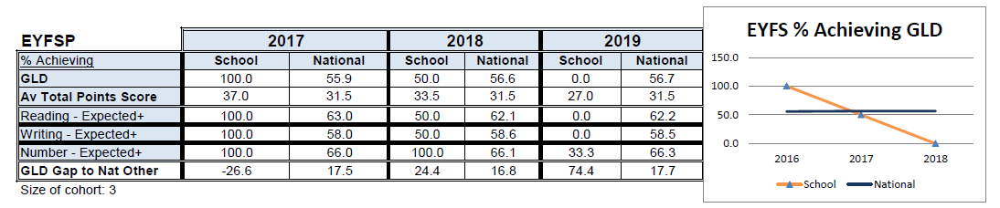 EYFSP 2017 2018 2019
% Achieving School National School National School National
GLD 100.0 55.9 50.0 56.6 0.0 56.7
Av Total Points Score 37.0 31.5 33.5 31.5 27.0 31.5
Reading - Expected+ 100.0 63.0 50.0 62.1 0.0 62.2
Writing - Expected+ 100.0 58.0 50.0 58.6 0.0 58.5
Number - Expected+ 100.0 66.0 100.0 66.1 33.3 66.3
GLD Gap to Nat Other -26.6 17.5 24.4 16.8 74.4 17.7
Size of cohort: 3
EYFS % Achieving GLD
150.0
100.0
50.0
0.0
2016 2017 2018
School National